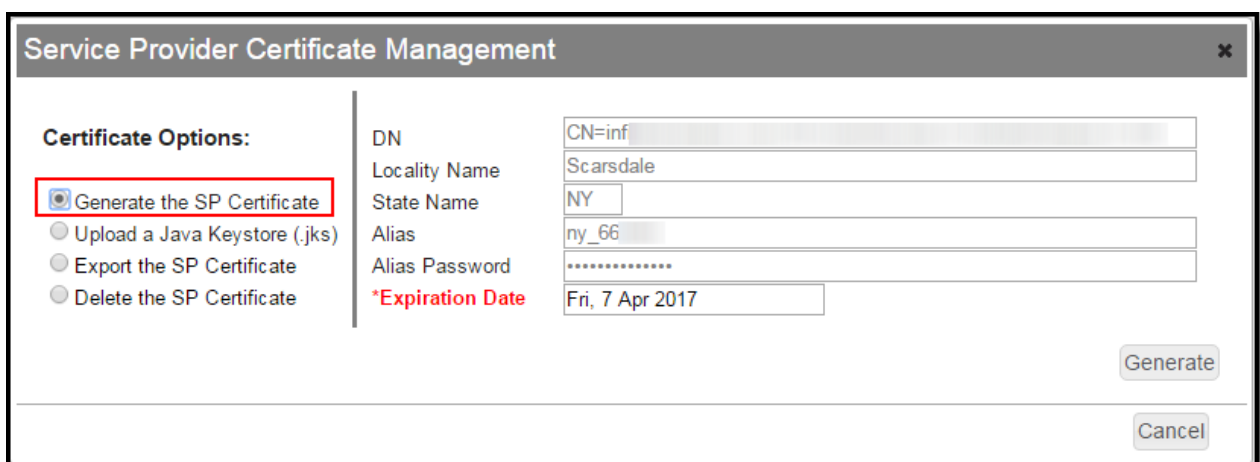 Service Provider Certificate Management ×
Certificate Options:
Generate the SP Certificate
Upload a Java Keystore (.jks)
Export the SP Certificate
Delete the SP Certificate
DN CN=inf
Locality Name Scarsdale
State Name NY
Alias ny_66
Alias Password ••••••••••••••
*Expiration Date Fri, 7 Apr 2017
Generate
Cancel